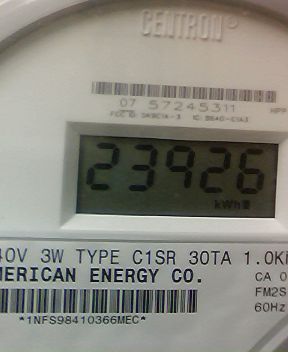 CENTRON®
07 57245311
23926
kWh
40V 3W TYPE C1SR 30TA 1.0K
MERICAN ENERGY CO.
CA 0
FM2S
60Hz
*1NFS98410366MEC*